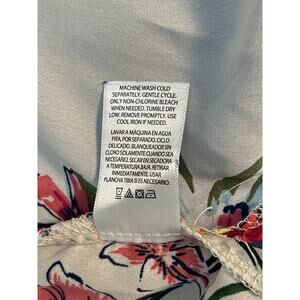 MACHINE WASH COLD
SEPARATELY. GENTLE CYCLE.
ONLY NON-CHLORINE BLEACH
WHEN NEEDED. TUMBLE DRY
LOW. REMOVE PROMPTLY. USE
COOL IRON IF NEEDED.
LAVAR A MÁQUINA EN AGUA
FRÍA, POR SEPARADO, CICLO
DELICADO. BLANQUEADOR SIN
CLORO SOLAMENTE CUANDO SEA
NECESARIO. SECAR EN SECADORA
A TEMPERATURA BAJA. RETIRAR
INMEDIATAMENTE. USAR
PLANCHA TIBIA SI ES NECESARIO.